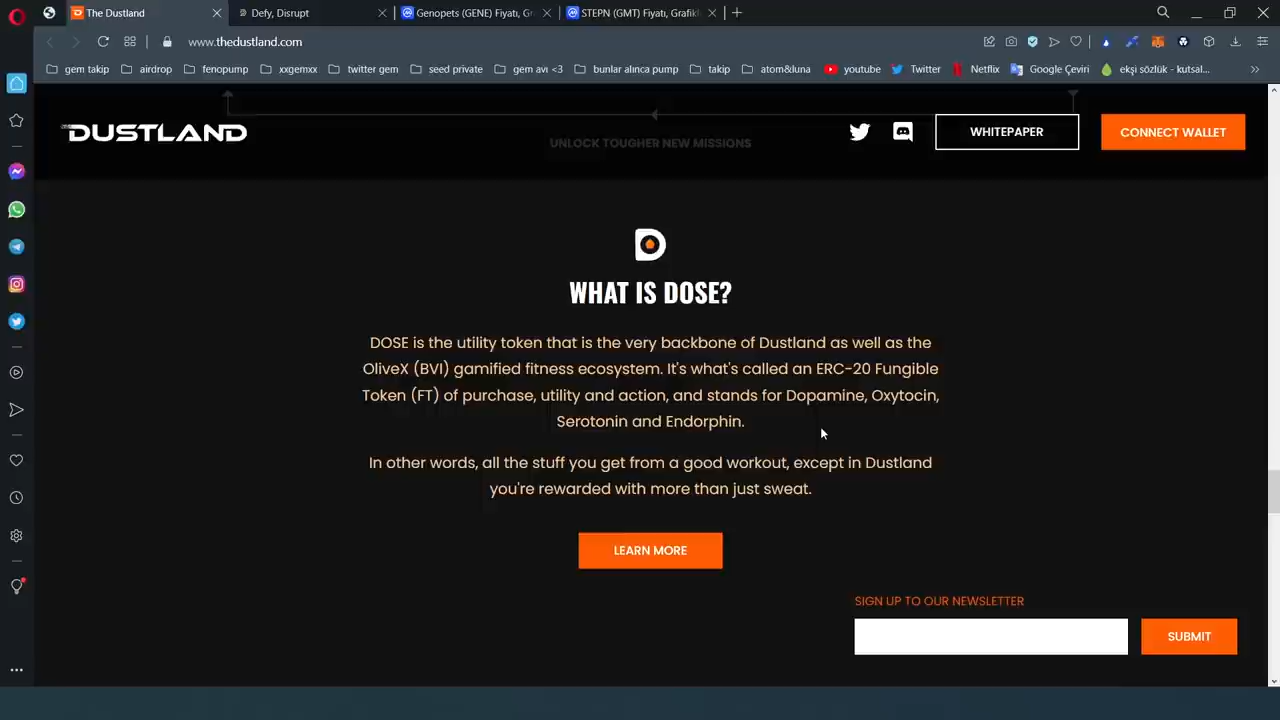 The Dustland
Defy, Disrupt
Genopets (GENE) Fiyatı, Gr
STEPN (GMT) Fiyatı, Grafikl
www.thedustland.com
gem takip
airdrop
fenopump
xxgemxx
twitter gem
seed private
gem avı <3
bunlar alınca pump
takip
atom&luna
youtube
Twitter
Netflix
Google Çeviri
ekşi sözlük - kutsal...
DUSTLAND
WHITEPAPER
CONNECT WALLET
UNLOCK TOUGHER NEW MISSIONS
WHAT IS DOSE?
DOSE is the utility token that is the very backbone of Dustland as well as the
OliveX (BVI) gamified fitness ecosystem. It's what's called an ERC-20 Fungible
Token (FT) of purchase, utility and action, and stands for Dopamine, Oxytocin,
Serotonin and Endorphin.
In other words, all the stuff you get from a good workout, except in Dustland
you're rewarded with more than just sweat.
LEARN MORE
SIGN UP TO OUR NEWSLETTER
SUBMIT